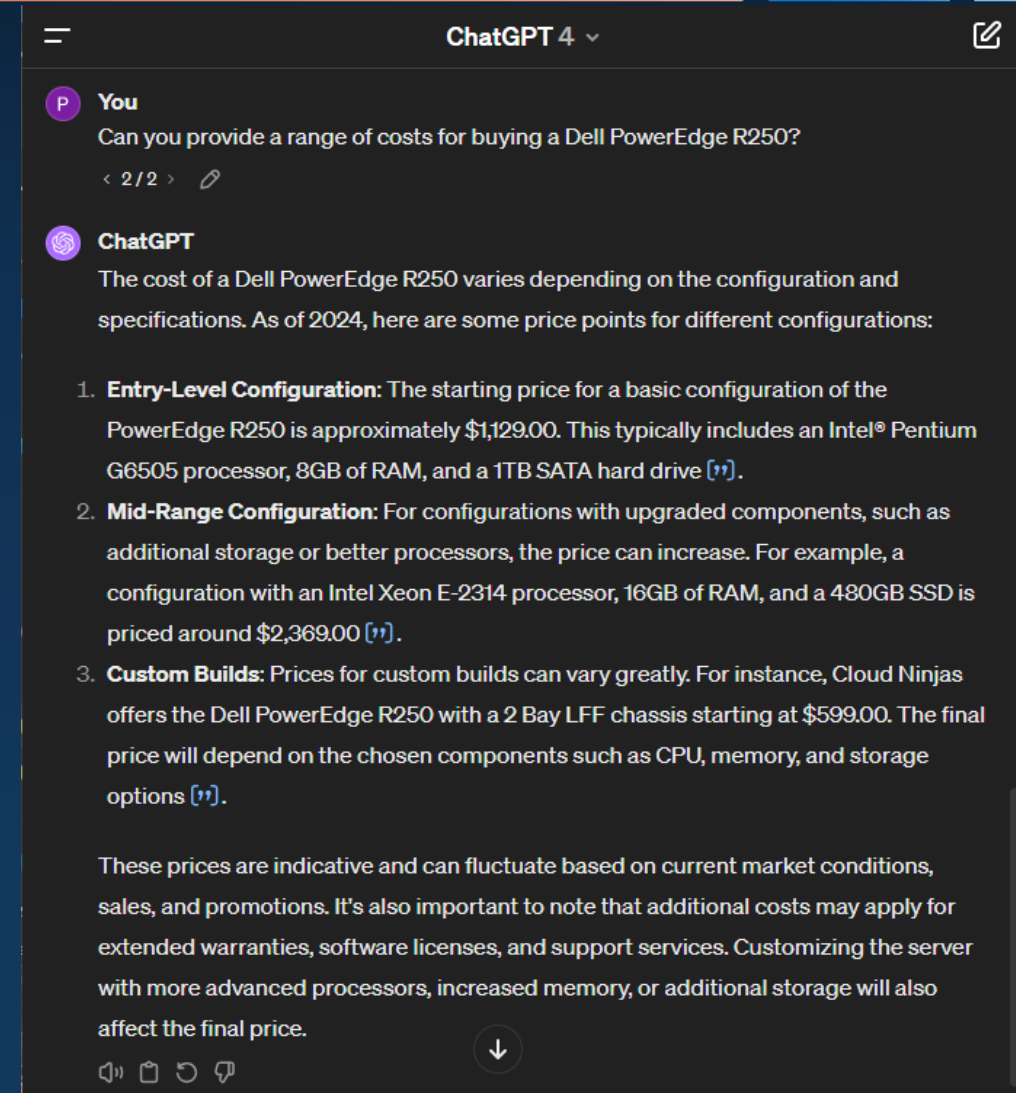 ChatGPT 4
P
You
Can you provide a range of costs for buying a Dell PowerEdge R250?
< 2 / 2 >
ChatGPT
The cost of a Dell PowerEdge R250 varies depending on the configuration and
specifications. As of 2024, here are some price points for different configurations:
1. Entry-Level Configuration: The starting price for a basic configuration of the
PowerEdge R250 is approximately $1,129.00. This typically includes an Intel® Pentium
G6505 processor, 8GB of RAM, and a 1TB SATA hard drive [”].
2. Mid-Range Configuration: For configurations with upgraded components, such as
additional storage or better processors, the price can increase. For example, a
configuration with an Intel Xeon E-2314 processor, 16GB of RAM, and a 480GB SSD is
priced around $2,369.00 [”].
3. Custom Builds: Prices for custom builds can vary greatly. For instance, Cloud Ninjas
offers the Dell PowerEdge R250 with a 2 Bay LFF chassis starting at $599.00. The final
price will depend on the chosen components such as CPU, memory, and storage
options [”].
These prices are indicative and can fluctuate based on current market conditions,
sales, and promotions. It's also important to note that additional costs may apply for
extended warranties, software licenses, and support services. Customizing the server
with more advanced processors, increased memory, or additional storage will also
affect the final price.